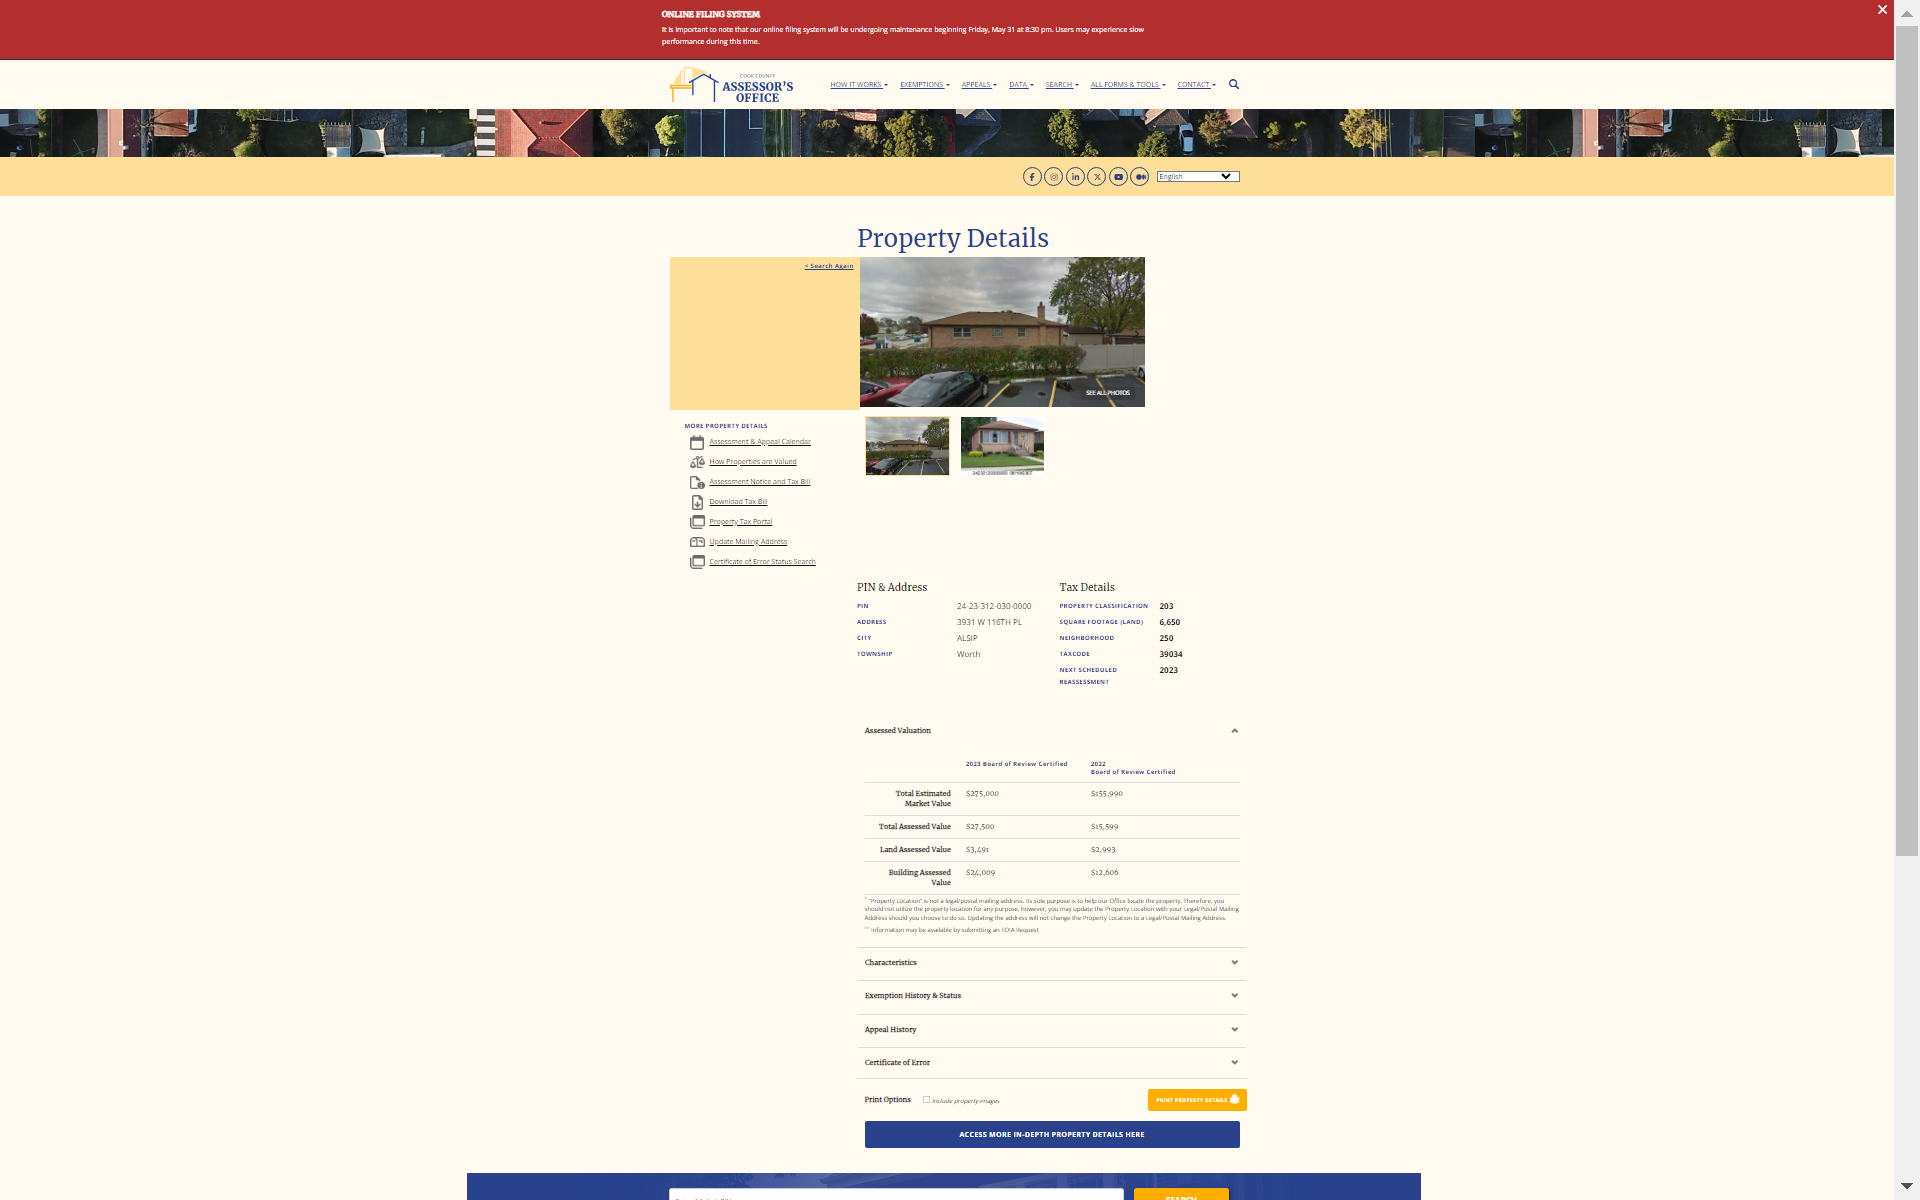 ONLINE FILING SYSTEM
It is important to note that our online filing system will be undergoing maintenance beginning Friday, May 31 at 8:30 pm. Users may experience slow
performance during this time.
COOK COUNTY
ASSESSOR'S
OFFICE
HOW IT WORKS
EXEMPTIONS
APPEALS
DATA
SEARCH
ALL FORMS & TOOLS
CONTACT
English
Property Details
< Search Again
SEE ALL PHOTOS
MORE PROPERTY DETAILS
Assessment & Appeal Calendar
How Properties are Valued
Assessment Notice and Tax Bill
Download Tax Bill
Property Tax Portal
Update Mailing Address
Certificate of Error Status Search
PIN & Address
PIN 24-23-312-030-0000
ADDRESS 3931 W 116TH PL
CITY ALSIP
TOWNSHIP Worth
Tax Details
PROPERTY CLASSIFICATION 203
SQUARE FOOTAGE (LAND) 6,650
NEIGHBORHOOD 250
TAXCODE 39034
NEXT SCHEDULED 2023
REASSESSMENT
Assessed Valuation
2023 Board of Review Certified
2022
Board of Review Certified
Total Estimated $275,000 $155,990
Market Value
Total Assessed Value $27,500 $15,599
Land Assessed Value $3,491 $2,993
Building Assessed $24,009 $12,606
Value
* "Property Location" is not a legal/postal mailing address. Its sole purpose is to help our Office locate the property. Therefore, you
should not utilize the property location for any purpose, however, you may update the Property Location with your Legal/Postal Mailing
Address should you choose to do so. Updating the address will not change the Property Location to a Legal/Postal Mailing Address.
** Information may be available by submitting an FOIA Request
Characteristics
Exemption History & Status
Appeal History
Certificate of Error
Print Options
Include property images
PRINT PROPERTY DETAILS
ACCESS MORE IN-DEPTH PROPERTY DETAILS HERE
SEARCH